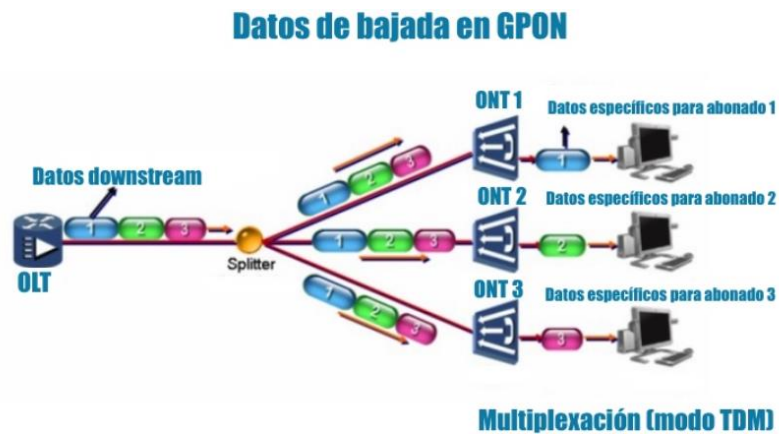 Datos de bajada en GPON
ONT 1
Datos específicos para abonado 1
1 2 3
1
Datos downstream
ONT 2
Datos específicos para abonado 2
1 2 3
1 2 3
2
Splitter
OLT
ONT 3
Datos específicos para abonado 3
1 2 3
3
Multiplexación (modo TDM)